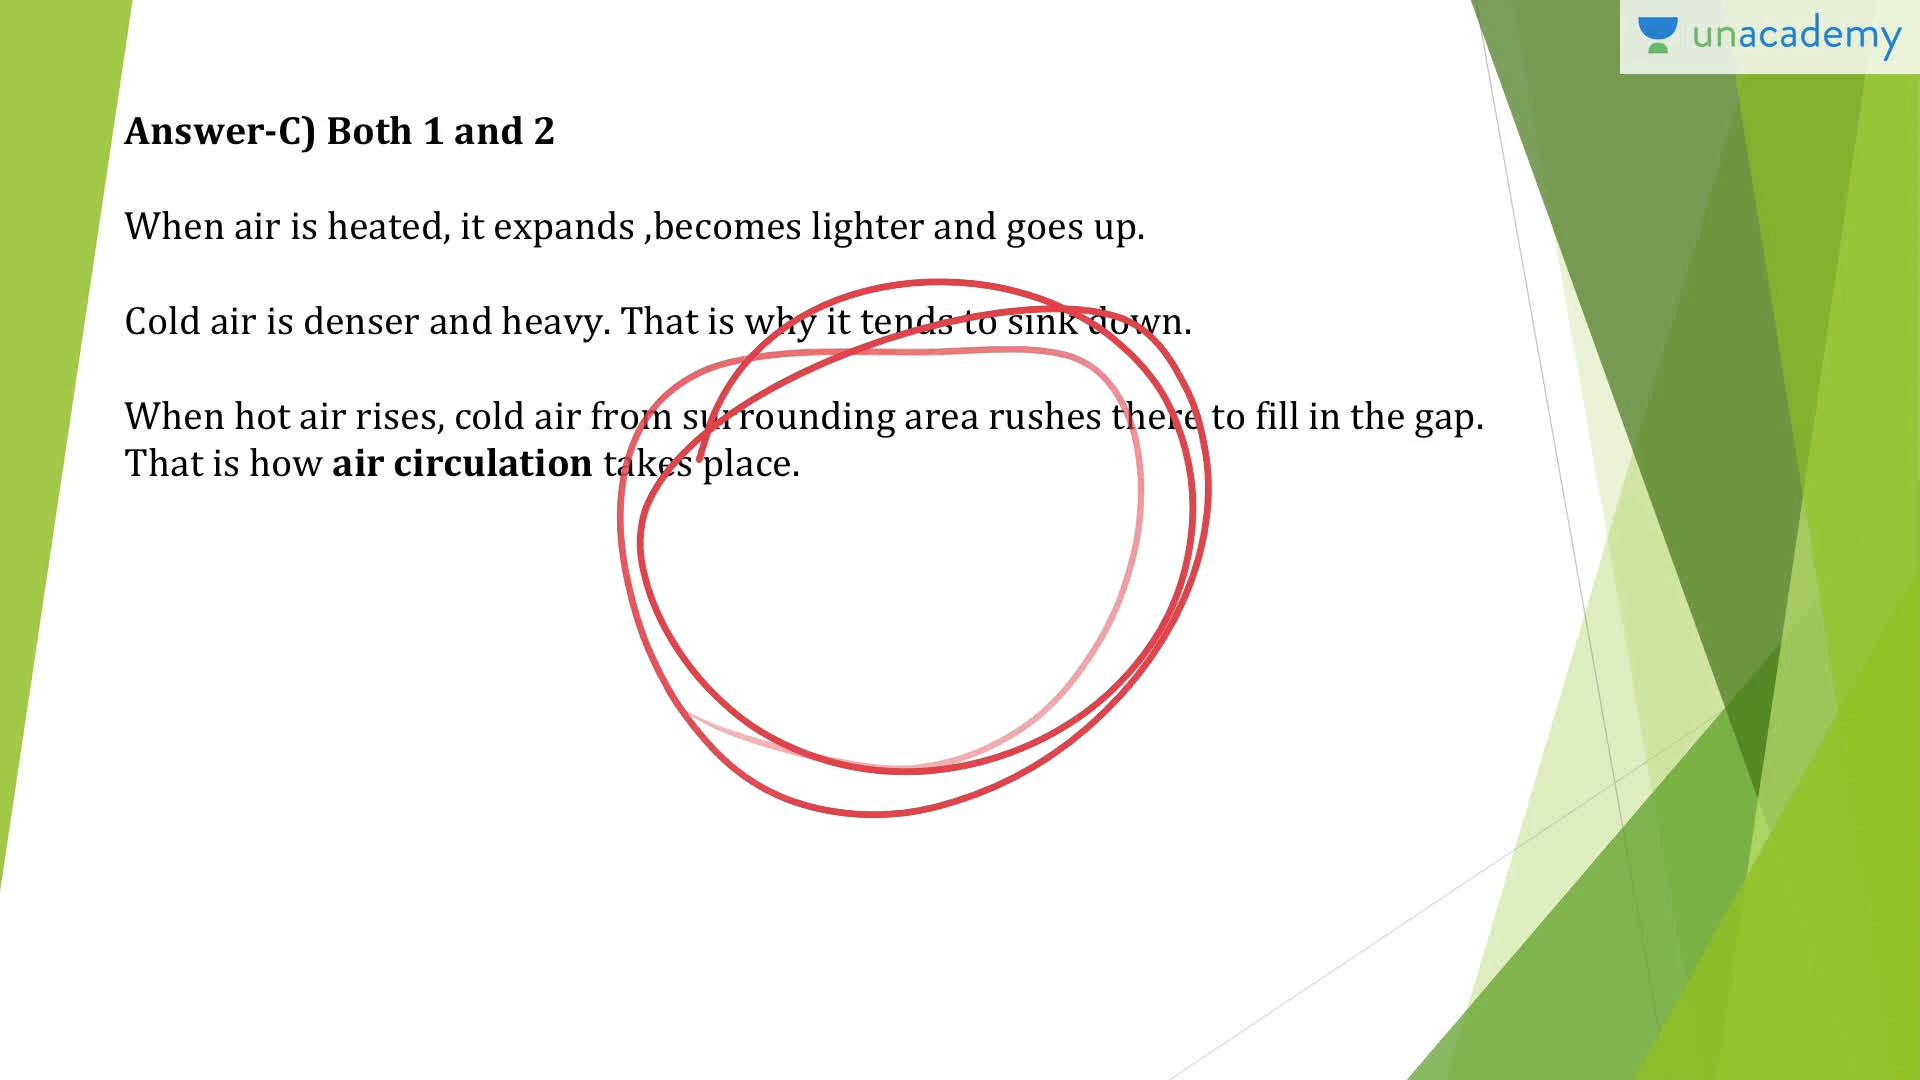 unacademy
Answer-C) Both 1 and 2
When air is heated, it expands ,becomes lighter and goes up.
Cold air is denser and heavy. That is why it tends to sink down.
When hot air rises, cold air from surrounding area rushes there to fill in the gap.
That is how air circulation takes place.